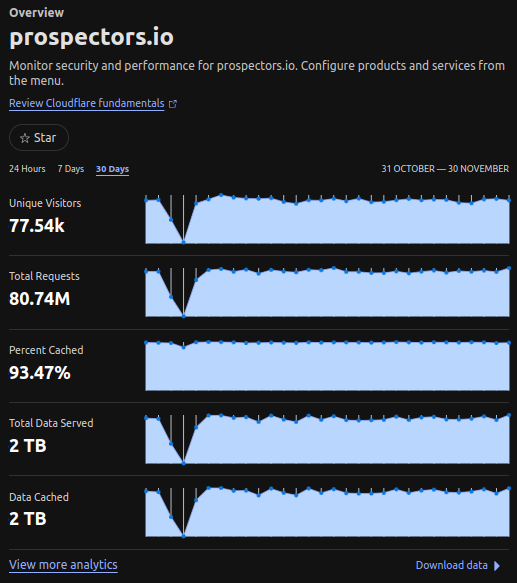 Overview
prospectors.io
Monitor security and performance for prospectors.io. Configure products and services from
the menu.
Review Cloudflare fundamentals
Star
24 Hours 7 Days 30 Days 31 OCTOBER — 30 NOVEMBER
Unique Visitors
77.54k
Total Requests
80.74M
Percent Cached
93.47%
Total Data Served
2 TB
Data Cached
2 TB
View more analytics Download data